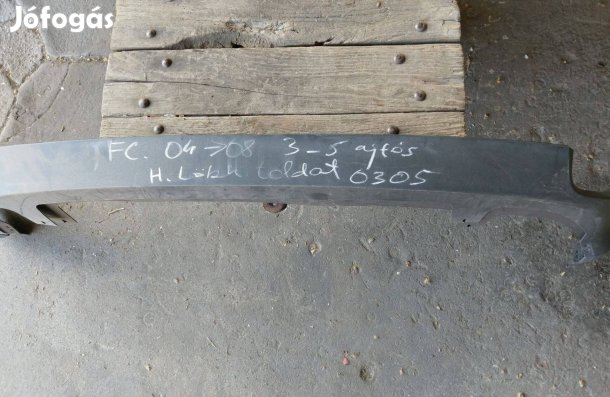 Jófogás
FC. 04→08 3-5 ajtós
H. Lökh. toldat 0305